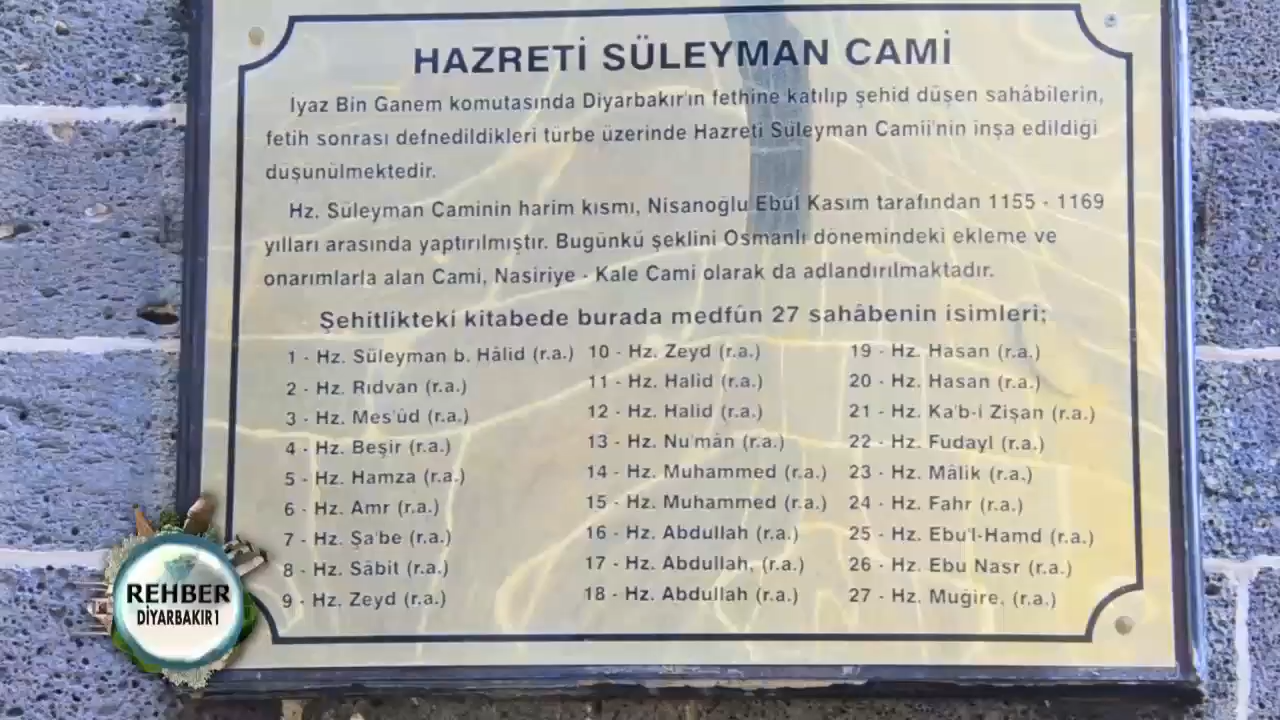 HAZRETİ SÜLEYMAN CAMİ
İyaz Bin Ganem komutasında Diyarbakır'ın fethine katılıp şehid düşen sahâbilerin,
fetih sonrası defnedildikleri türbe üzerinde Hazreti Süleyman Camii'nin inşa edildiği
düşünülmektedir.
Hz. Süleyman Caminin harim kısmı, Nisanoğlu Ebûl Kasım tarafından 1155 - 1169
yılları arasında yaptırılmıştır. Bugünkü şeklini Osmanlı dönemindeki ekleme ve
onarımlarla alan Cami, Nasiriye - Kale Cami olarak da adlandırılmaktadır.
Şehitlikteki kitabede burada medfûn 27 sahâbenin isimleri;
1 - Hz. Süleyman b. Hâlid (r.a.)
2 - Hz. Rıdvan (r.a.)
3 - Hz. Mes'ûd (r.a.)
4 - Hz. Beşir (r.a.)
5 - Hz. Hamza (r.a.)
6 - Hz. Amr (r.a.)
7 - Hz. Şa'be (r.a.)
8 - Hz. Sâbit (r.a.)
9 - Hz. Zeyd (r.a.)
10 - Hz. Zeyd (r.a.)
11 - Hz. Halid (r.a.)
12 - Hz. Halid (r.a.)
13 - Hz. Nu'mân (r.a.)
14 - Hz. Muhammed (r.a.)
15 - Hz. Muhammed (r.a.)
16 - Hz. Abdullah (r.a.)
17 - Hz. Abdullah, (r.a.)
18 - Hz. Abdullah (r.a.)
19 - Hz. Hasan (r.a.)
20 - Hz. Hasan (r.a.)
21 - Hz. Ka'b-i Zişan (r.a.)
22 - Hz. Fudayl (r.a.)
23 - Hz. Mâlik (r.a.)
24 - Hz. Fahr (r.a.)
25 - Hz. Ebu'l-Hamd (r.a.)
26 - Hz. Ebu Nasr (r.a.)
27 - Hz. Muğire. (r.a.)
REHBER
DİYARBAKIR1